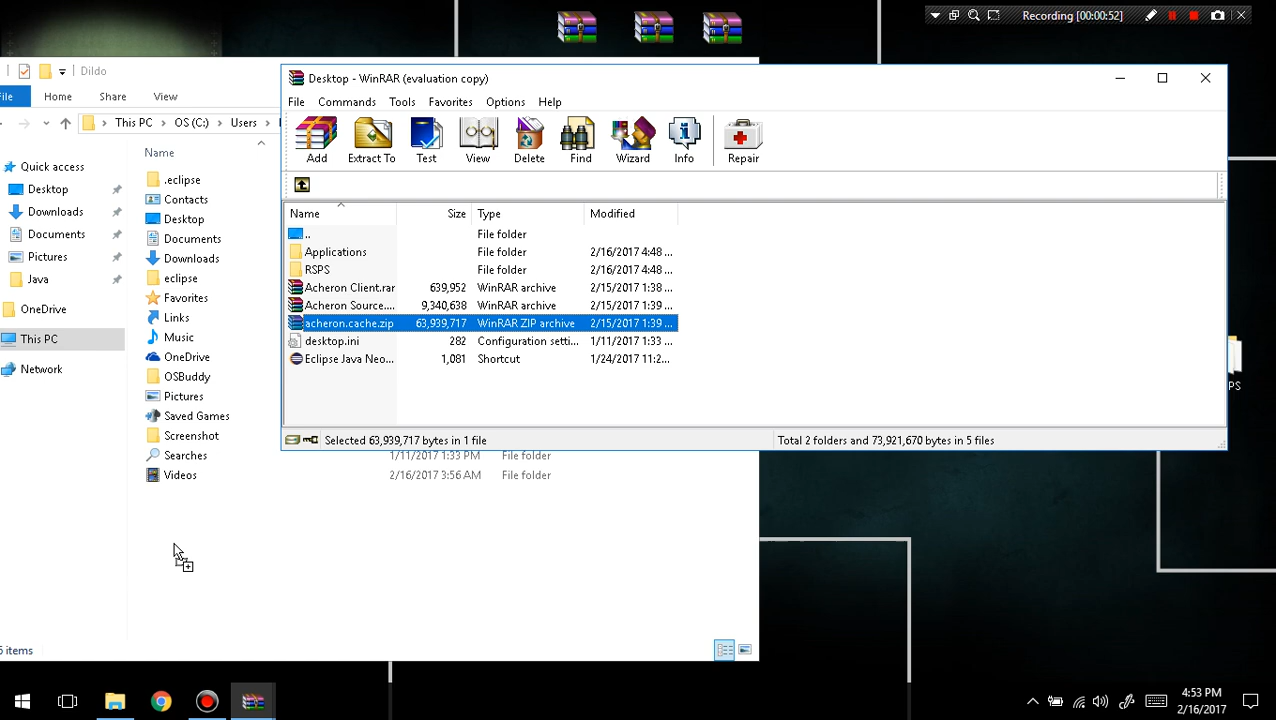 Recording [00:00:52]
Dildo
File Home Share View
This PC OS (C:) Users
Name
Quick access
Desktop
Downloads
Documents
Pictures
Java
OneDrive
This PC
Network
.eclipse
Contacts
Desktop
Documents
Downloads
eclipse
Favorites
Links
Music
OneDrive
OSBuddy
Pictures
Saved Games
Screenshot
Searches
Videos
1/11/2017 1:33 PM File folder
2/16/2017 3:56 AM File folder
items
Desktop - WinRAR (evaluation copy)
File Commands Tools Favorites Options Help
Add Extract To Test View Delete Find Wizard Info Repair
Name Size Type Modified
.. File folder
Applications File folder 2/16/2017 4:48 ...
RSPS File folder 2/16/2017 4:48 ...
Acheron Client.rar 639,952 WinRAR archive 2/15/2017 1:38 ...
Acheron Source.... 9,340,638 WinRAR archive 2/15/2017 1:39 ...
acheron.cache.zip 63,939,717 WinRAR ZIP archive 2/15/2017 1:39 ...
desktop.ini 282 Configuration setti... 1/11/2017 1:33 ...
Eclipse Java Neo... 1,081 Shortcut 1/24/2017 11:2...
Selected 63,939,717 bytes in 1 file
Total 2 folders and 73,921,670 bytes in 5 files
PS
4:53 PM
2/16/2017